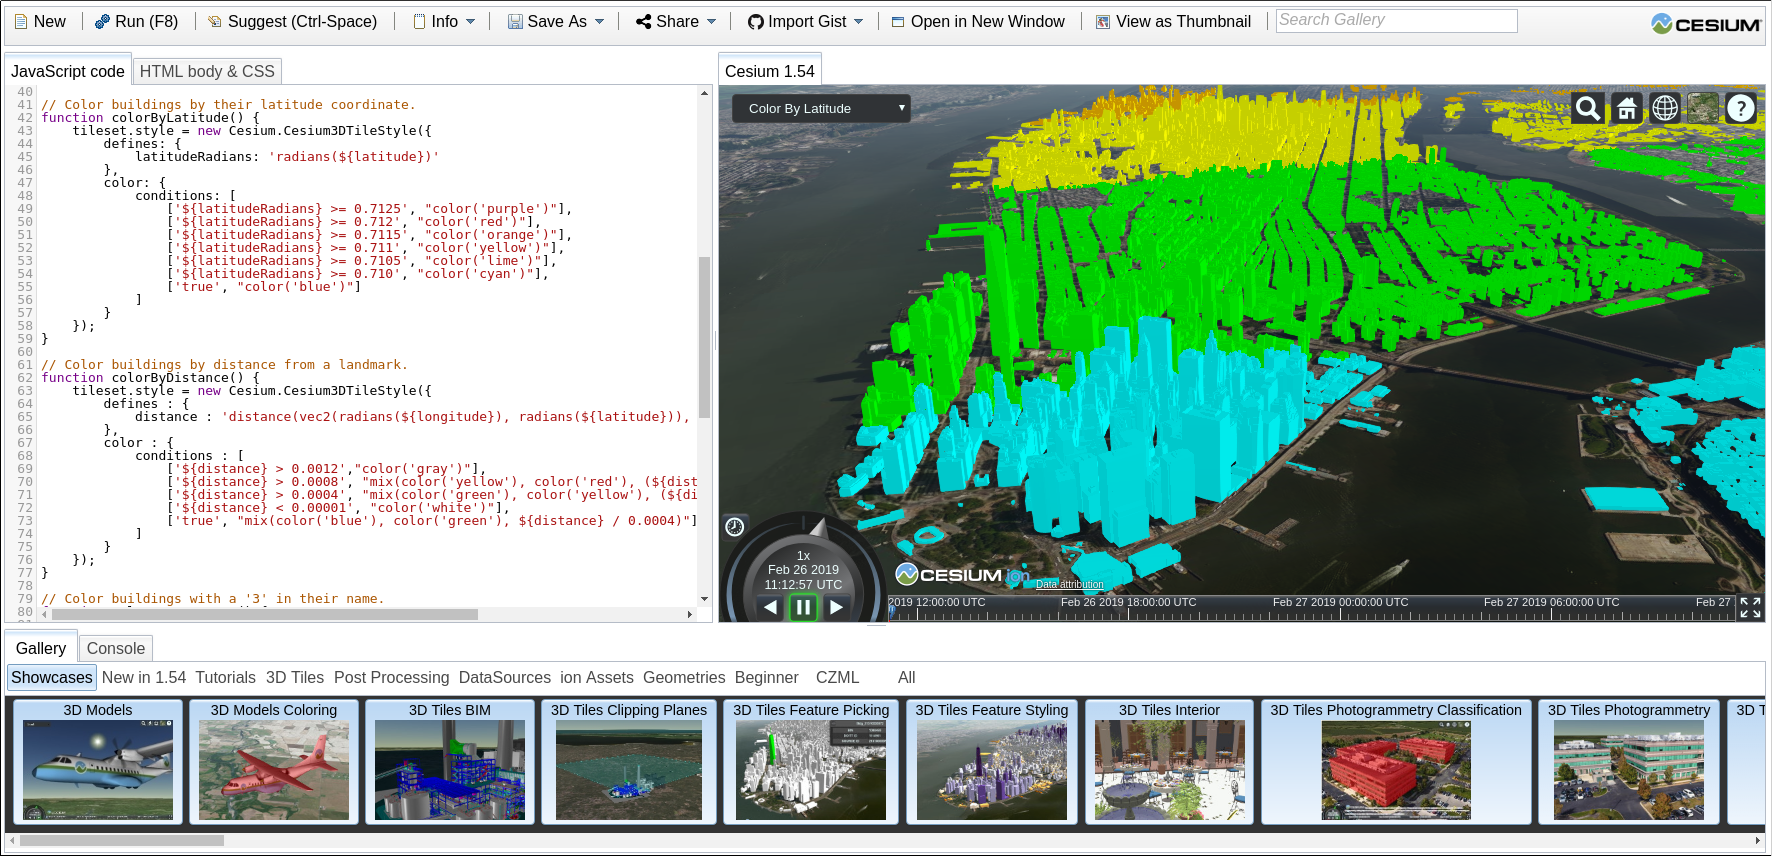 New Run (F8) Suggest (Ctrl-Space) Info Save As Share Import Gist Open in New Window View as Thumbnail Search Gallery CESIUM
JavaScript code HTML body & CSS
40
41 // Color buildings by their latitude coordinate.
42 function colorByLatitude() {
43     tileset.style = new Cesium.Cesium3DTileStyle({
44         defines: {
45             latitudeRadians: 'radians(${latitude})'
46         },
47         color: {
48             conditions: [
49                 ['${latitudeRadians} >= 0.7125', "color('purple')"],
50                 ['${latitudeRadians} >= 0.712', "color('red')"],
51                 ['${latitudeRadians} >= 0.7115', "color('orange')"],
52                 ['${latitudeRadians} >= 0.711', "color('yellow')"],
53                 ['${latitudeRadians} >= 0.7105', "color('lime')"],
54                 ['${latitudeRadians} >= 0.710', "color('cyan')"],
55                 ['true', "color('blue')"]
56             ]
57         }
58     });
59 }
60
61 // Color buildings by distance from a landmark.
62 function colorByDistance() {
63     tileset.style = new Cesium.Cesium3DTileStyle({
64         defines : {
65             distance : 'distance(vec2(radians(${longitude}), radians(${latitude})),
66         },
67         color : {
68             conditions : [
69                 ['${distance} > 0.0012',"color('gray')"],
70                 ['${distance} > 0.0008', "mix(color('yellow'), color('red'), (${dist
71                 ['${distance} > 0.0004', "mix(color('green'), color('yellow'), (${di
72                 ['${distance} < 0.00001', "color('white')"],
73                 ['true', "mix(color('blue'), color('green'), ${distance} / 0.0004)"]
74             ]
75         }
76     });
77 }
78
79 // Color buildings with a '3' in their name.
80
Cesium 1.54
Color By Latitude
?
1x
Feb 26 2019
11:12:57 UTC
CESIUM ion
Data attribution
2019 12:00:00 UTC Feb 26 2019 18:00:00 UTC Feb 27 2019 00:00:00 UTC Feb 27 2019 06:00:00 UTC Feb 27
Gallery Console
Showcases New in 1.54 Tutorials 3D Tiles Post Processing DataSources ion Assets Geometries Beginner CZML All
3D Models 3D Models Coloring 3D Tiles BIM 3D Tiles Clipping Planes 3D Tiles Feature Picking 3D Tiles Feature Styling 3D Tiles Interior 3D Tiles Photogrammetry Classification 3D Tiles Photogrammetry 3D T